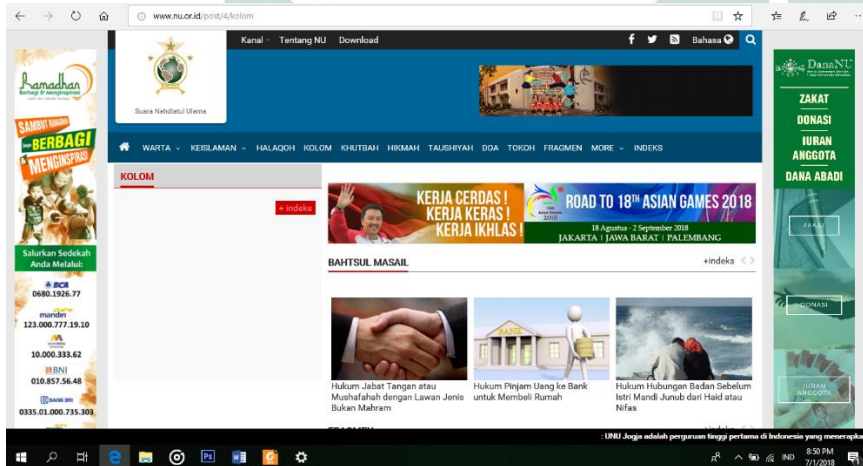 www.nu.or.id/post/4/kolom
Kanal Tentang NU Download
Bahasa
Suara Nahdlatul Ulama
WARTA KEISLAMAN HALAQOH KOLOM KHUTBAH HIKMAH TAUSHIYAH DOA TOKOH FRAGMEN MORE INDEKS
Ramadhan
Berbagi & Menginspirasi
SAMBUT RAMADHAN
BERBAGI
MENGINSPIRASI
Salurkan Sedekah
Anda Melalui:
BCA
0680.1926.77
mandiri
123.000.777.19.10
10.000.333.62
BNI
010.857.56.48
BANK BRI
0335.01.000.735.303
KOLOM
+ indeks
KERJA CERDAS !
KERJA KERAS !
KERJA IKHLAS !
ROAD TO 18TH ASIAN GAMES 2018
18 Agustus - 2 September 2018
JAKARTA | JAWA BARAT | PALEMBANG
BAHTSUL MASAIL
+indeks
BANK
Hukum Jabat Tangan atau
Mushafahah dengan Lawan Jenis
Bukan Mahram
Hukum Pinjam Uang ke Bank
untuk Membeli Rumah
Hukum Hubungan Badan Sebelum
Istri Mandi Junub dari Haid atau
Nifas
DanaNU
ZAKAT
DONASI
IURAN
ANGGOTA
DANA ABADI
ZAKAT
DONASI
IURAN
ANGGOTA
: UNU Jogja adalah perguruan tinggi pertama di Indonesia yang menerapka
IND
8:50 PM
7/1/2018